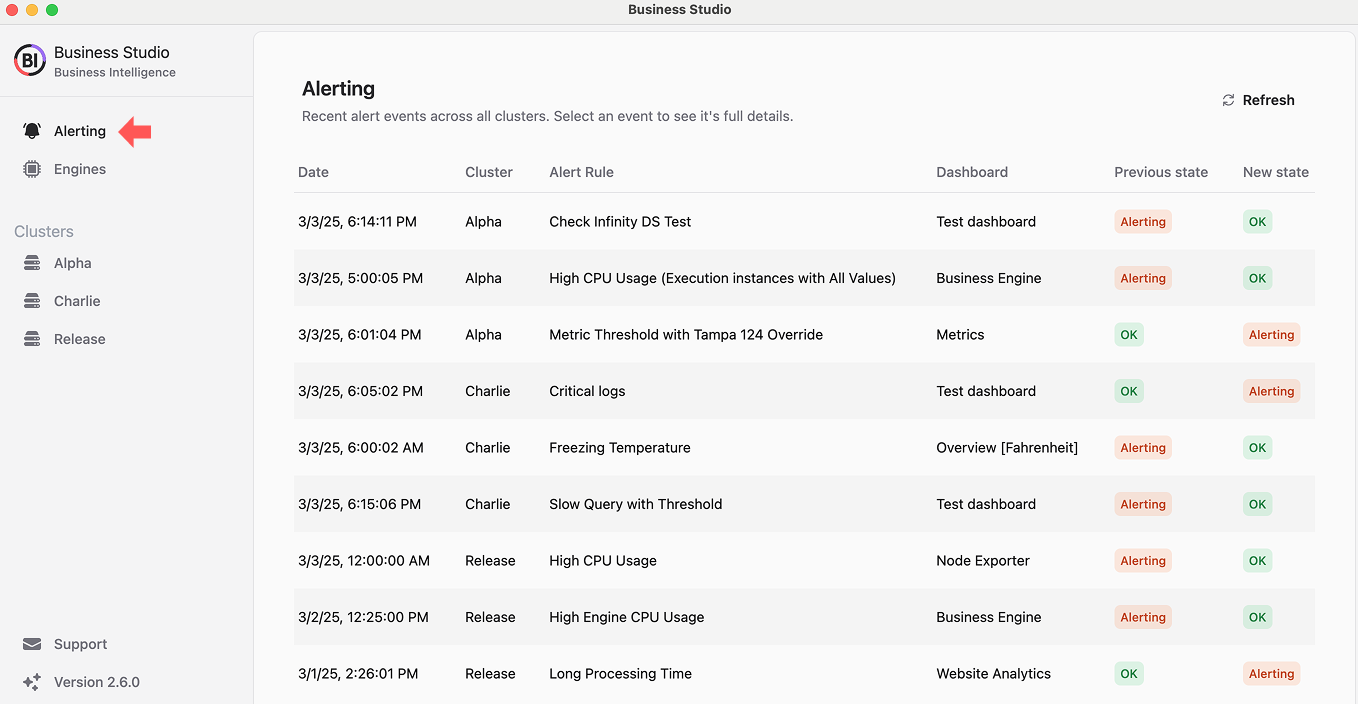 Business Studio
BI
Business Studio
Business Intelligence
Alerting
Engines
Clusters
Alpha
Charlie
Release
Support
Version 2.6.0
Alerting
Recent alert events across all clusters. Select an event to see it's full details.
Refresh
Date Cluster Alert Rule Dashboard Previous state New state
3/3/25, 6:14:11 PM Alpha Check Infinity DS Test Test dashboard Alerting OK
3/3/25, 5:00:05 PM Alpha High CPU Usage (Execution instances with All Values) Business Engine Alerting OK
3/3/25, 6:01:04 PM Alpha Metric Threshold with Tampa 124 Override Metrics OK Alerting
3/3/25, 6:05:02 PM Charlie Critical logs Test dashboard OK Alerting
3/3/25, 6:00:02 AM Charlie Freezing Temperature Overview [Fahrenheit] Alerting OK
3/3/25, 6:15:06 PM Charlie Slow Query with Threshold Test dashboard Alerting OK
3/3/25, 12:00:00 AM Release High CPU Usage Node Exporter Alerting OK
3/2/25, 12:25:00 PM Release High Engine CPU Usage Business Engine Alerting OK
3/1/25, 2:26:01 PM Release Long Processing Time Website Analytics OK Alerting